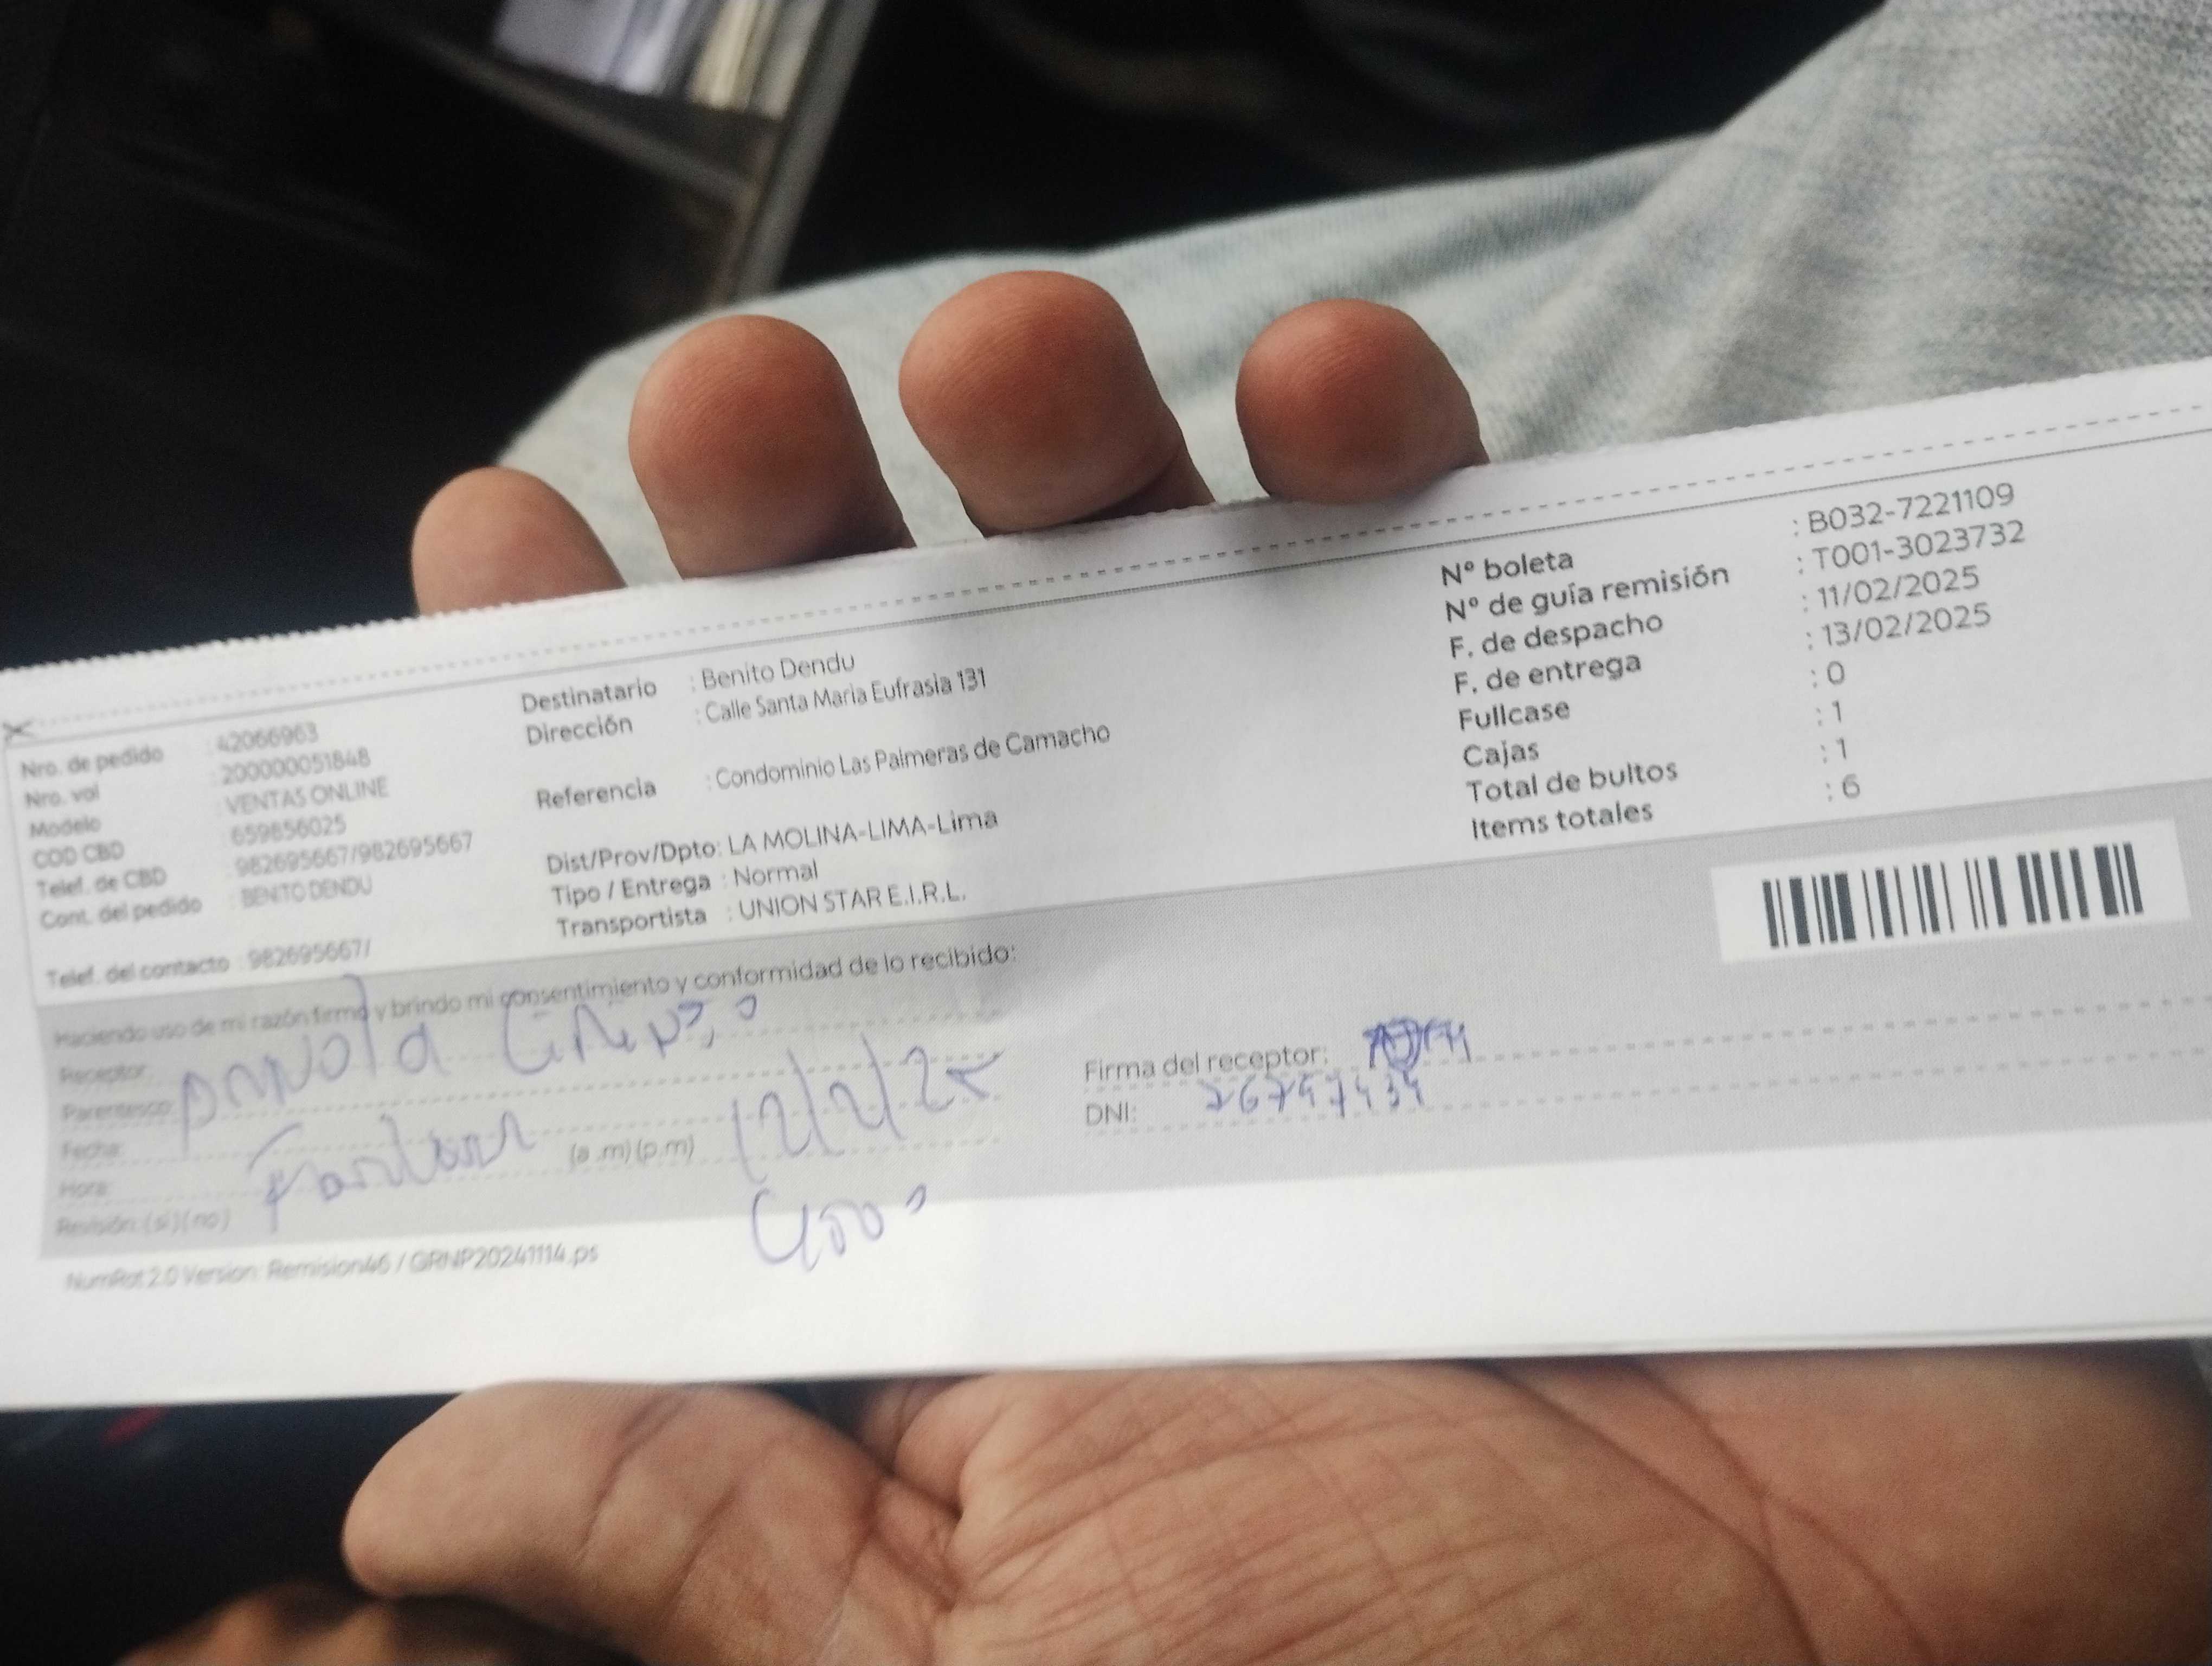 Nro. de pedido : 42066963
Nro. vol : 200000051848
Modelo : VENTAS ONLINE
COD CBD : 659856025
Telef. de CBD : 982695667/982695667
Cont. del pedido : BENITO DENDU
Telef. del contacto : 982695667/
Destinatario : Benito Dendu
Dirección : Calle Santa Maria Eufrasia 131
Referencia : Condominio Las Palmeras de Camacho
Dist/Prov/Dpto: LA MOLINA-LIMA-Lima
Tipo / Entrega : Normal
Transportista : UNION STAR E.I.R.L.
Nº boleta : B032-7221109
Nº de guía remisión : T001-3023732
F. de despacho : 11/02/2025
F. de entrega : 13/02/2025
Fullcase : 0
Cajas : 1
Total de bultos : 1
Items totales : 6
Haciendo uso de mi razón firmo y brindo mi consentimiento y conformidad de lo recibido:
Receptor:
Parentesco:
Fecha: 12/2/25
Hora: (a .m) (p.m)
Revisión: (si) (no)
Firma del receptor:
DNI:
NumRot 2.0 Version: Remision46 / GRNP20241114.ps